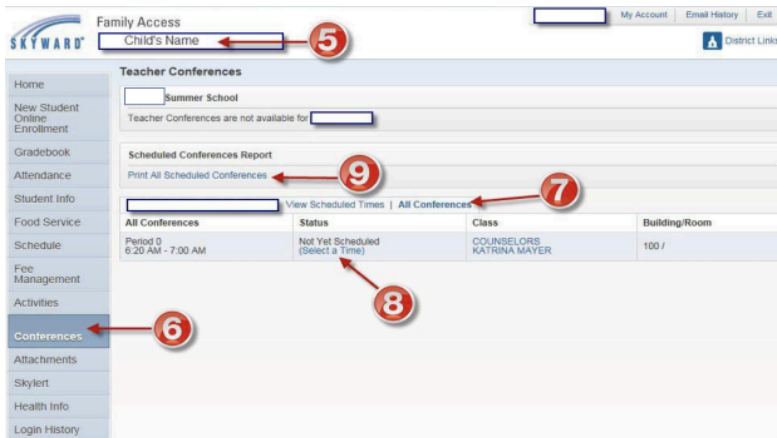 My Account | Email History | Exit
Family Access
SKYWARD
Child's Name
5
District Links
Teacher Conferences
Home
Summer School
New Student
Online
Enrollment
Teacher Conferences are not available for
Gradebook
Scheduled Conferences Report
Attendance
Print All Scheduled Conferences
9
7
Student Info
View Scheduled Times | All Conferences
Food Service
All Conferences Status Class Building/Room
Schedule
Period 0 Not Yet Scheduled COUNSELORS 100 /
6:20 AM - 7:00 AM (Select a Time) KATRINA MAYER
Fee
Management
8
Activities
Conferences
6
Attachments
Skylert
Health Info
Login History